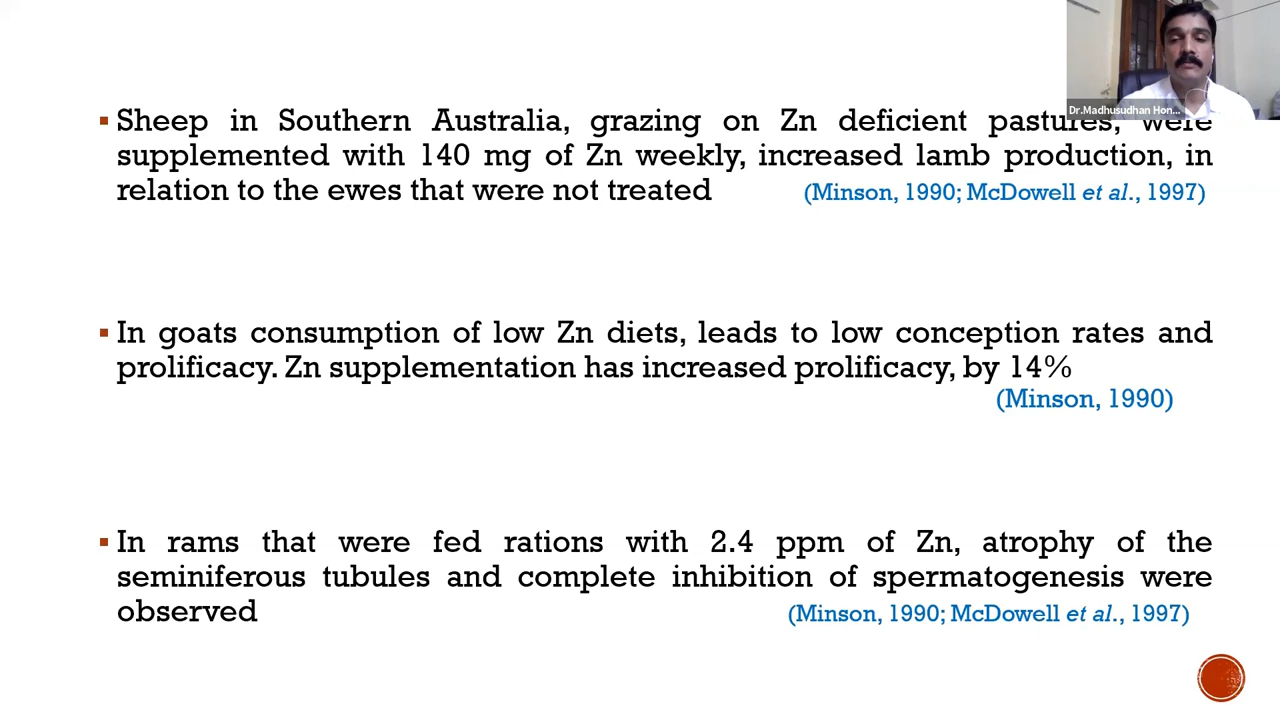 Dr.Madhusudhan Hon...
▪ Sheep in Southern Australia, grazing on Zn deficient pastures, were
supplemented with 140 mg of Zn weekly, increased lamb production, in
relation to the ewes that were not treated (Minson, 1990; McDowell et al., 1997)
▪ In goats consumption of low Zn diets, leads to low conception rates and
prolificacy. Zn supplementation has increased prolificacy, by 14%
(Minson, 1990)
▪ In rams that were fed rations with 2.4 ppm of Zn, atrophy of the
seminiferous tubules and complete inhibition of spermatogenesis were
observed (Minson, 1990; McDowell et al., 1997)